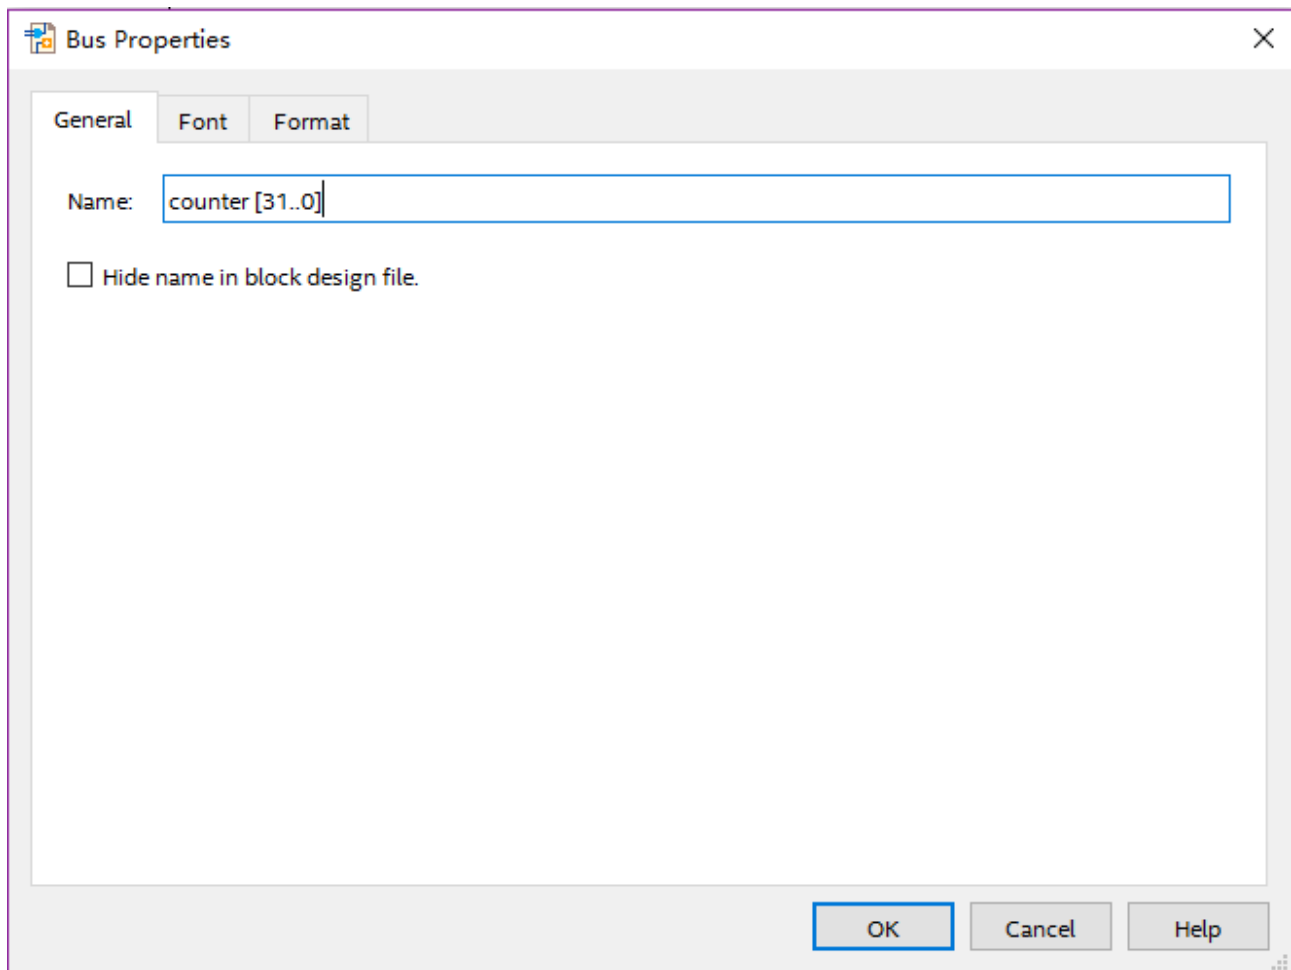 Bus Properties
General Font Format
Name: counter [31..0]
Hide name in block design file.
OK Cancel Help